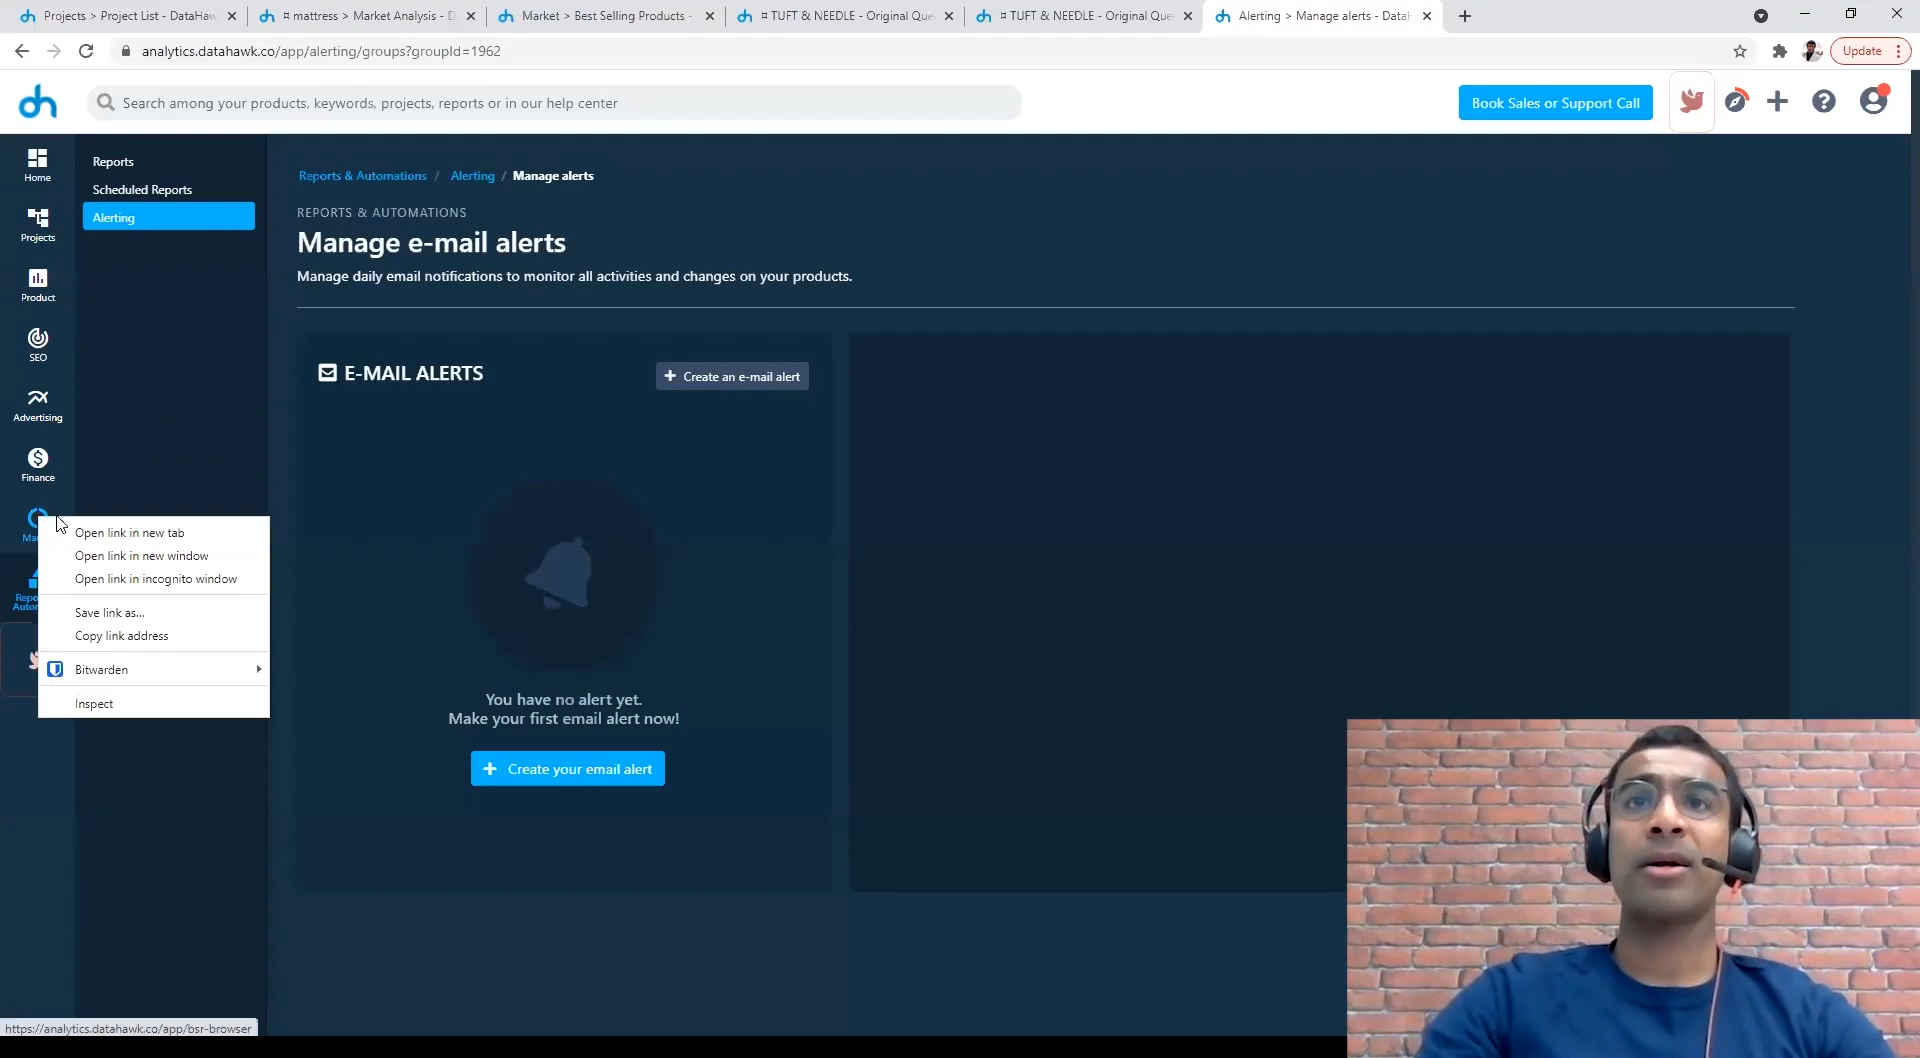 Projects > Project List - DataHaw
¤ mattress > Market Analysis - D
Market > Best Selling Products -
¤ TUFT & NEEDLE - Original Que
¤ TUFT & NEEDLE - Original Que
Alerting > Manage alerts - DataH
analytics.datahawk.co/app/alerting/groups?groupId=1962
Update
Search among your products, keywords, projects, reports or in our help center
Book Sales or Support Call
Home
Projects
Product
SEO
Advertising
Finance
Reports
Scheduled Reports
Alerting
Reports & Automations / Alerting / Manage alerts
REPORTS & AUTOMATIONS
Manage e-mail alerts
Manage daily email notifications to monitor all activities and changes on your products.
E-MAIL ALERTS
+ Create an e-mail alert
You have no alert yet.
Make your first email alert now!
+ Create your email alert
Open link in new tab
Open link in new window
Open link in incognito window
Save link as...
Copy link address
Bitwarden
Inspect
https://analytics.datahawk.co/app/bsr-browser